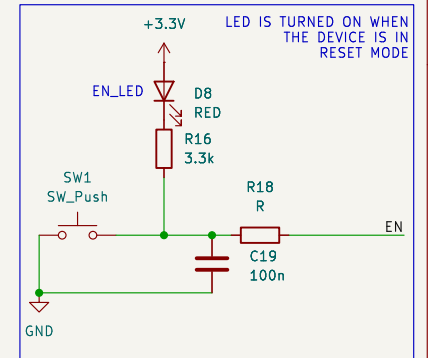 +3.3V
LED IS TURNED ON WHEN
THE DEVICE IS IN
RESET MODE
EN_LED
D8
RED
R16
3.3k
SW1
SW_Push
R18
R
EN
C19
100n
GND